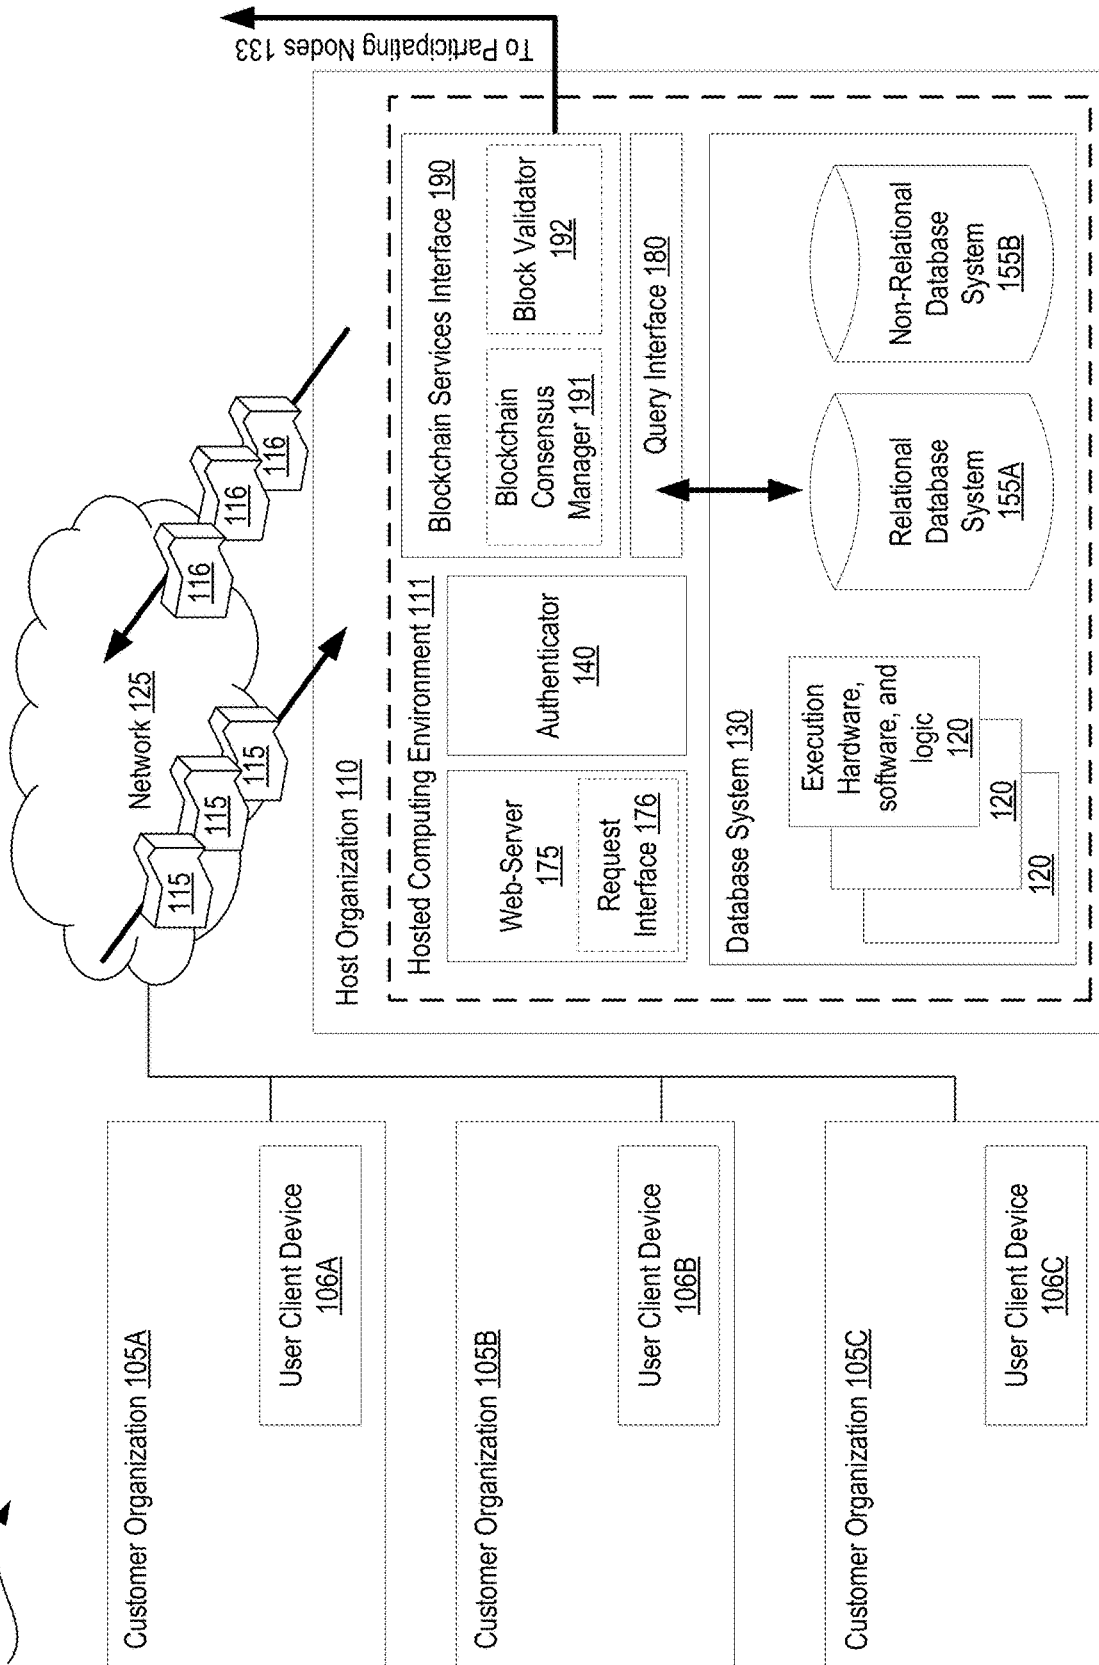 To Participating Nodes 133
Network 125
116
116
116
115
115
115
Host Organization 110
Hosted Computing Environment 111
Web-Server
175
Request
Interface 176
Authenticator
140
Blockchain Services Interface 190
Blockchain
Consensus
Manager 191
Block Validator
192
Query Interface 180
Database System 130
Execution
Hardware,
software, and
logic
120
120
120
Relational
Database
System
155A
Non-Relational
Database
System
155B
Customer Organization 105A
User Client Device
106A
Customer Organization 105B
User Client Device
106B
Customer Organization 105C
User Client Device
106C